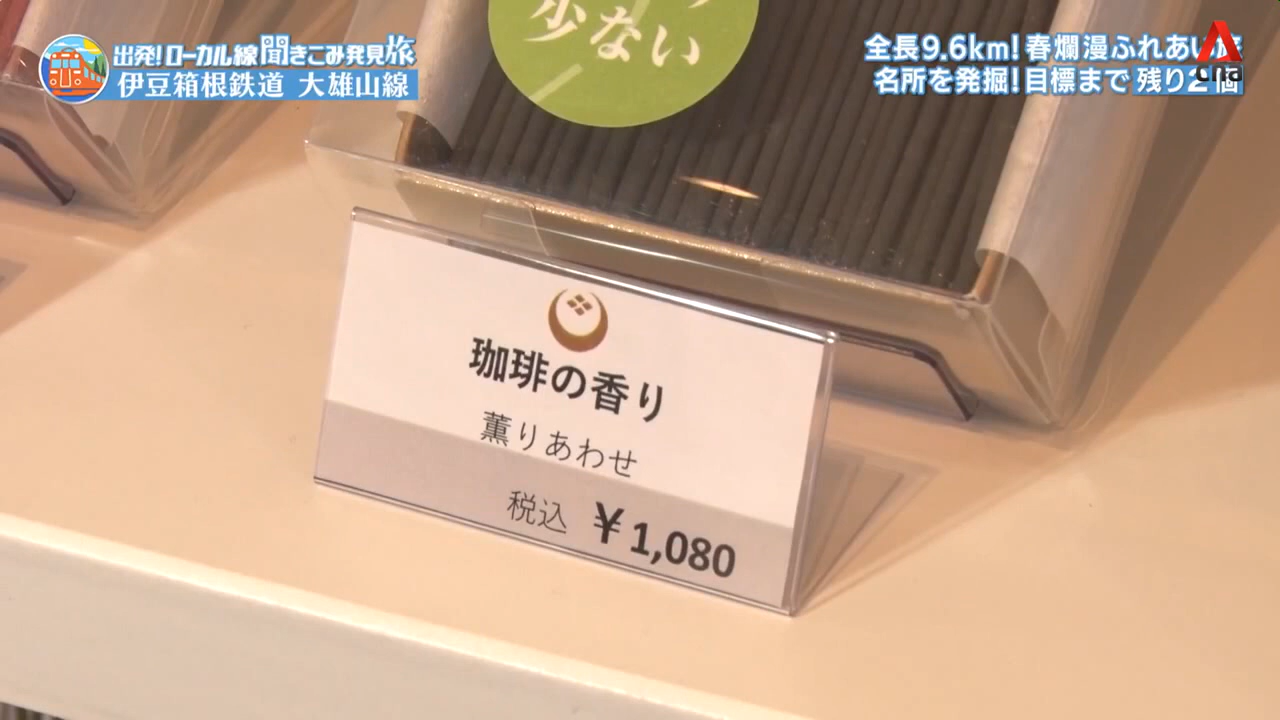 出発!ローカル線聞きこみ発見旅
伊豆箱根鉄道 大雄山線
全長9.6km!春爛漫ふれあい旅
名所を発掘!目標まで 残り2個
cna
少ない
珈琲の香り
薫りあわせ
税込 ¥1,080